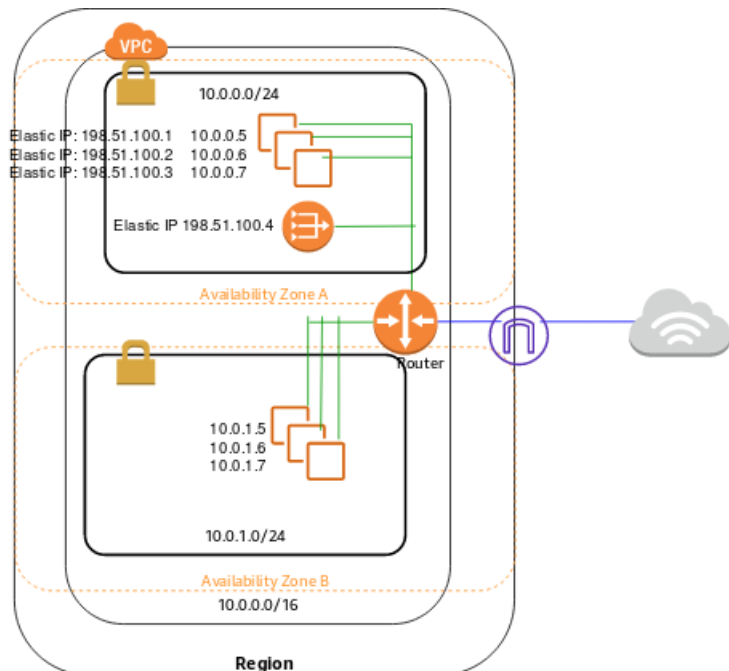 VPC
10.0.0.0/24
Elastic IP: 198.51.100.1 10.0.0.5
Elastic IP: 198.51.100.2 10.0.0.6
Elastic IP: 198.51.100.3 10.0.0.7
Elastic IP 198.51.100.4
Availability Zone A
Router
10.0.1.5
10.0.1.6
10.0.1.7
10.0.1.0/24
Availability Zone B
10.0.0.0/16
Region